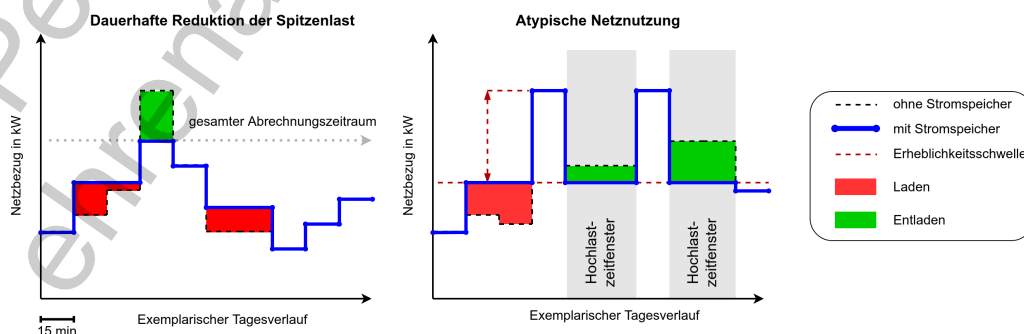 Dauerhafte Reduktion der Spitzenlast
Netzbezug in kW
gesamter Abrechnungszeitraum
15 min
Exemplarischer Tagesverlauf
Atypische Netznutzung
Netzbezug in kW
Hochlast-
zeitfenster
Hochlast-
zeitfenster
Exemplarischer Tagesverlauf
ohne Stromspeicher
mit Stromspeicher
Erheblichkeitsschwelle
Laden
Entladen